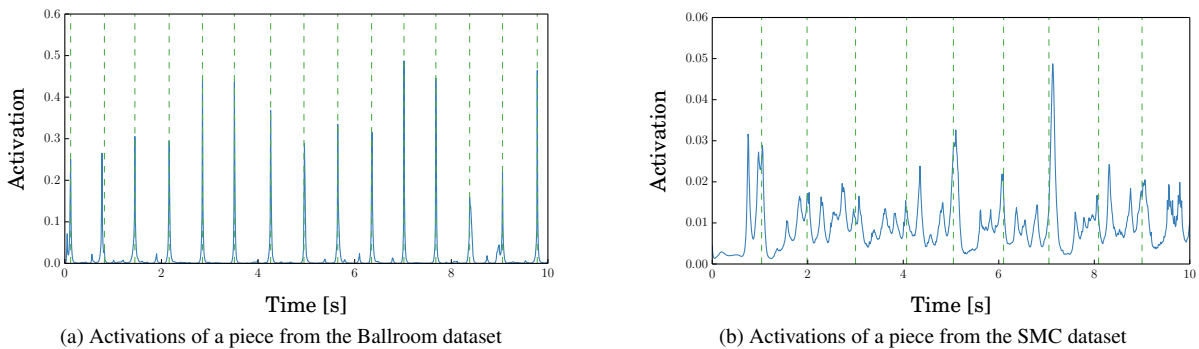 0.6
0.5
0.4
0.3
0.2
0.1
0.0
Activation
0 2 4 6 8 10
Time [s]
(a) Activations of a piece from the Ballroom dataset
0.06
0.05
0.04
0.03
0.02
0.01
0.00
Activation
0 2 4 6 8 10
Time [s]
(b) Activations of a piece from the SMC dataset